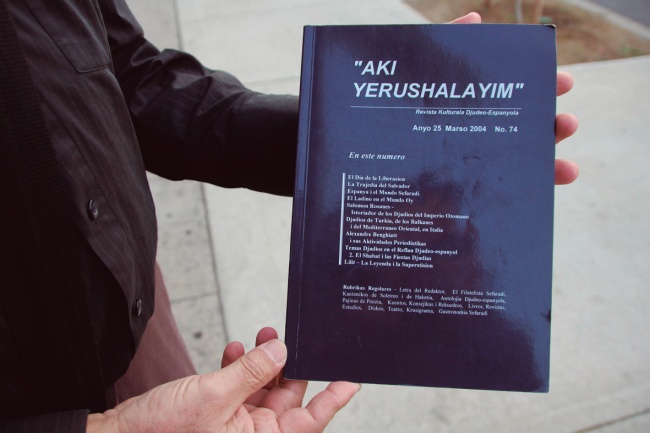 "AKI
YERUSHALAYIM"
Revista Kulturala Djudeo-Espanyola
Anyo 25 Marso 2004 No. 74
En este numero
El Dia de la Liberasion
La Trajedia del Salvador
Espanya i el Mundo Sefaradi
El Ladino en el Mundo Oy
Salomon Rosanes -
Istoriador de los Djudios del Imperio Otomano
Djudios de Turkia, de los Balkanes
i del Mediterraneo Oriental, en Italia
Alexandre Benghiatt
i sus Aktividades Periodistikas
Temas Djudios en el Reflan Djudeo-espanyol
2. El Shabat i las Fiestas Djudias
Lilit – La Leyenda i la Superstision
Rubrikas Regolares – Letra del Redaktor, El Filatelista Sefaradi,
Kantonikos de Soletreo i de Haketia, Antolojia Djudeo-espanyola,
Pajinas de Poezia, Kuentos, Konsejikas i Rekuedros, Livros, Revistas,
Estudios, Diskos, Teatro, Krusigrama, Gastronomia Sefaradi